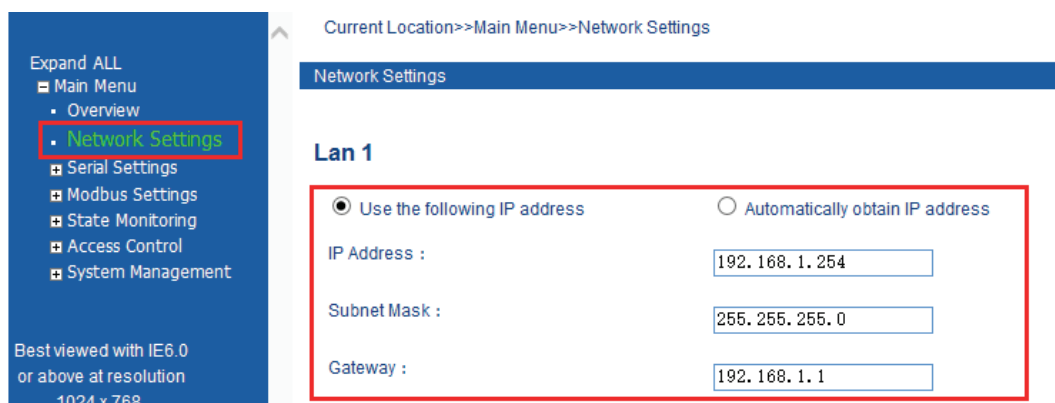 Current Location>>Main Menu>>Network Settings
Expand ALL
Main Menu
Overview
Network Settings
Serial Settings
Modbus Settings
State Monitoring
Access Control
System Management
Best viewed with IE6.0
or above at resolution
1024 x 768
Network Settings
Lan 1
Use the following IP address Automatically obtain IP address
IP Address : 192.168.1.254
Subnet Mask : 255.255.255.0
Gateway : 192.168.1.1